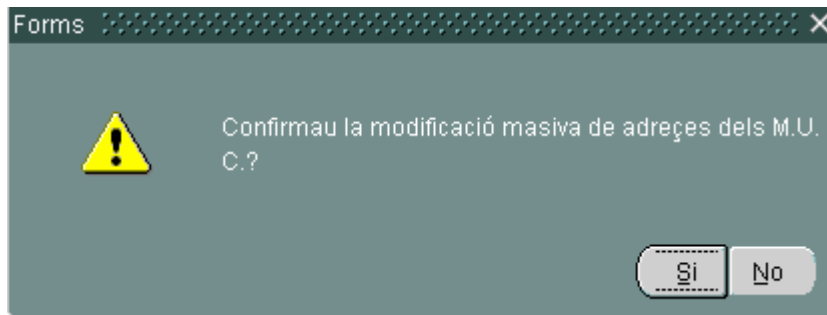 Forms
Confirmau la modificació masiva de adreçes dels M.U.
C.?
Si
No